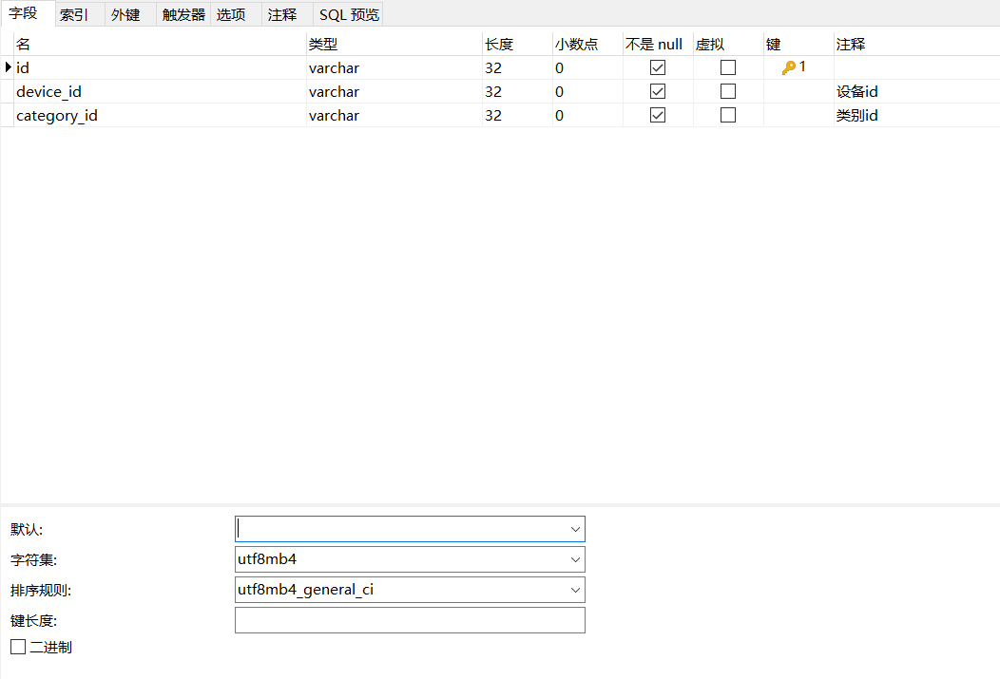 字段 索引 外键 触发器 选项 注释 SQL 预览
名 类型 长度 小数点 不是 null 虚拟 键 注释
id varchar 32 0 1
device_id varchar 32 0 设备id
category_id varchar 32 0 类别id
默认:
字符集: utf8mb4
排序规则: utf8mb4_general_ci
键长度:
二进制